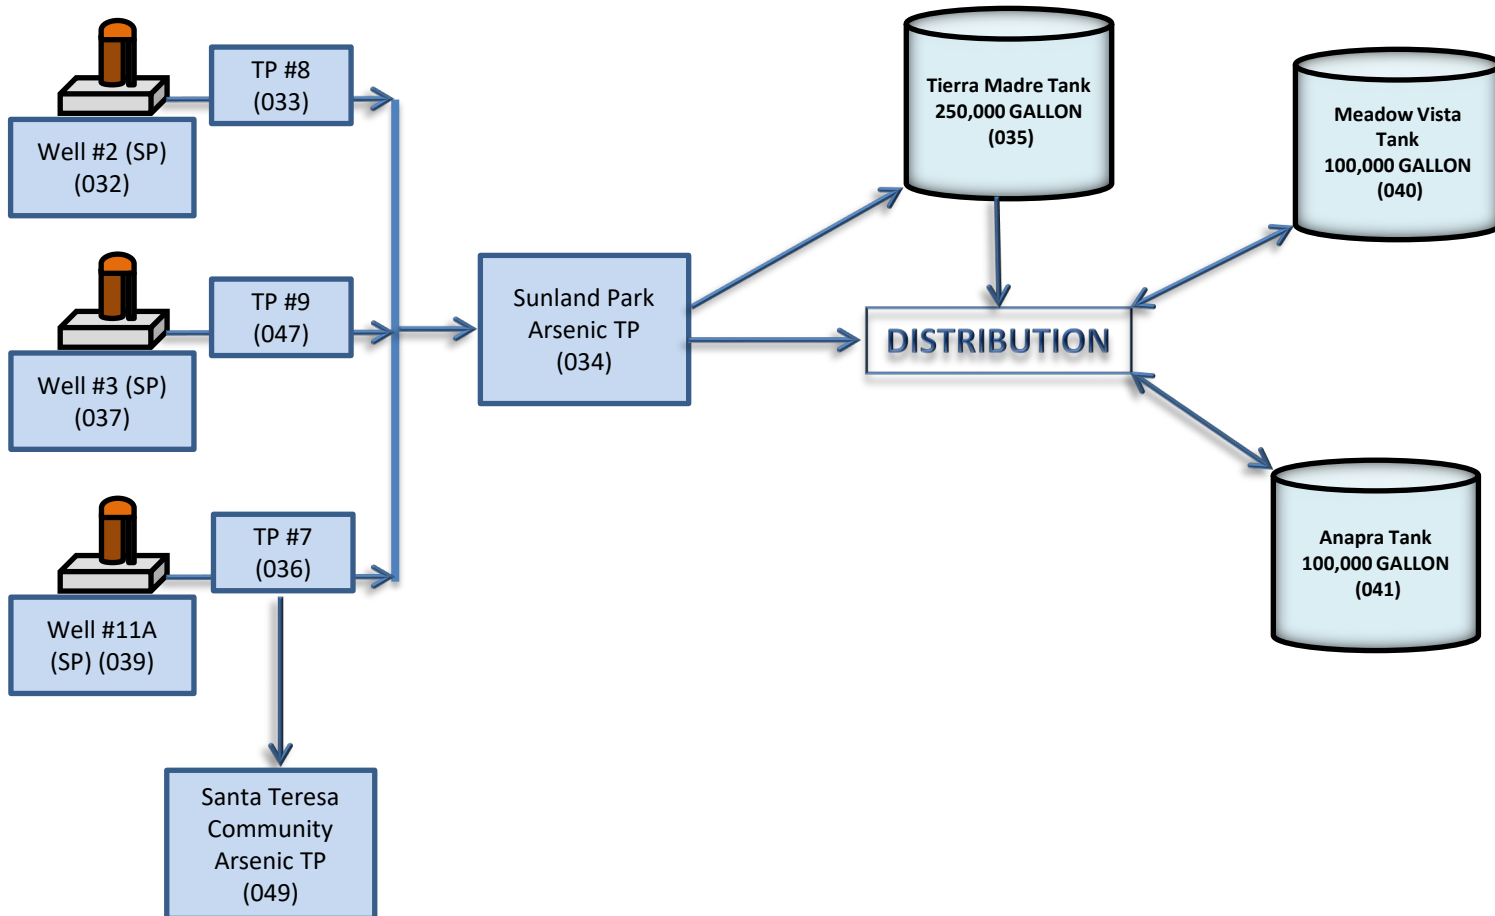 TP #8
(033)
Well #2 (SP)
(032)
TP #9
(047)
Well #3 (SP)
(037)
TP #7
(036)
Well #11A
(SP) (039)
Santa Teresa
Community
Arsenic TP
(049)
Sunland Park
Arsenic TP
(034)
Tierra Madre Tank
250,000 GALLON
(035)
DISTRIBUTION
Meadow Vista
Tank
100,000 GALLON
(040)
Anapra Tank
100,000 GALLON
(041)